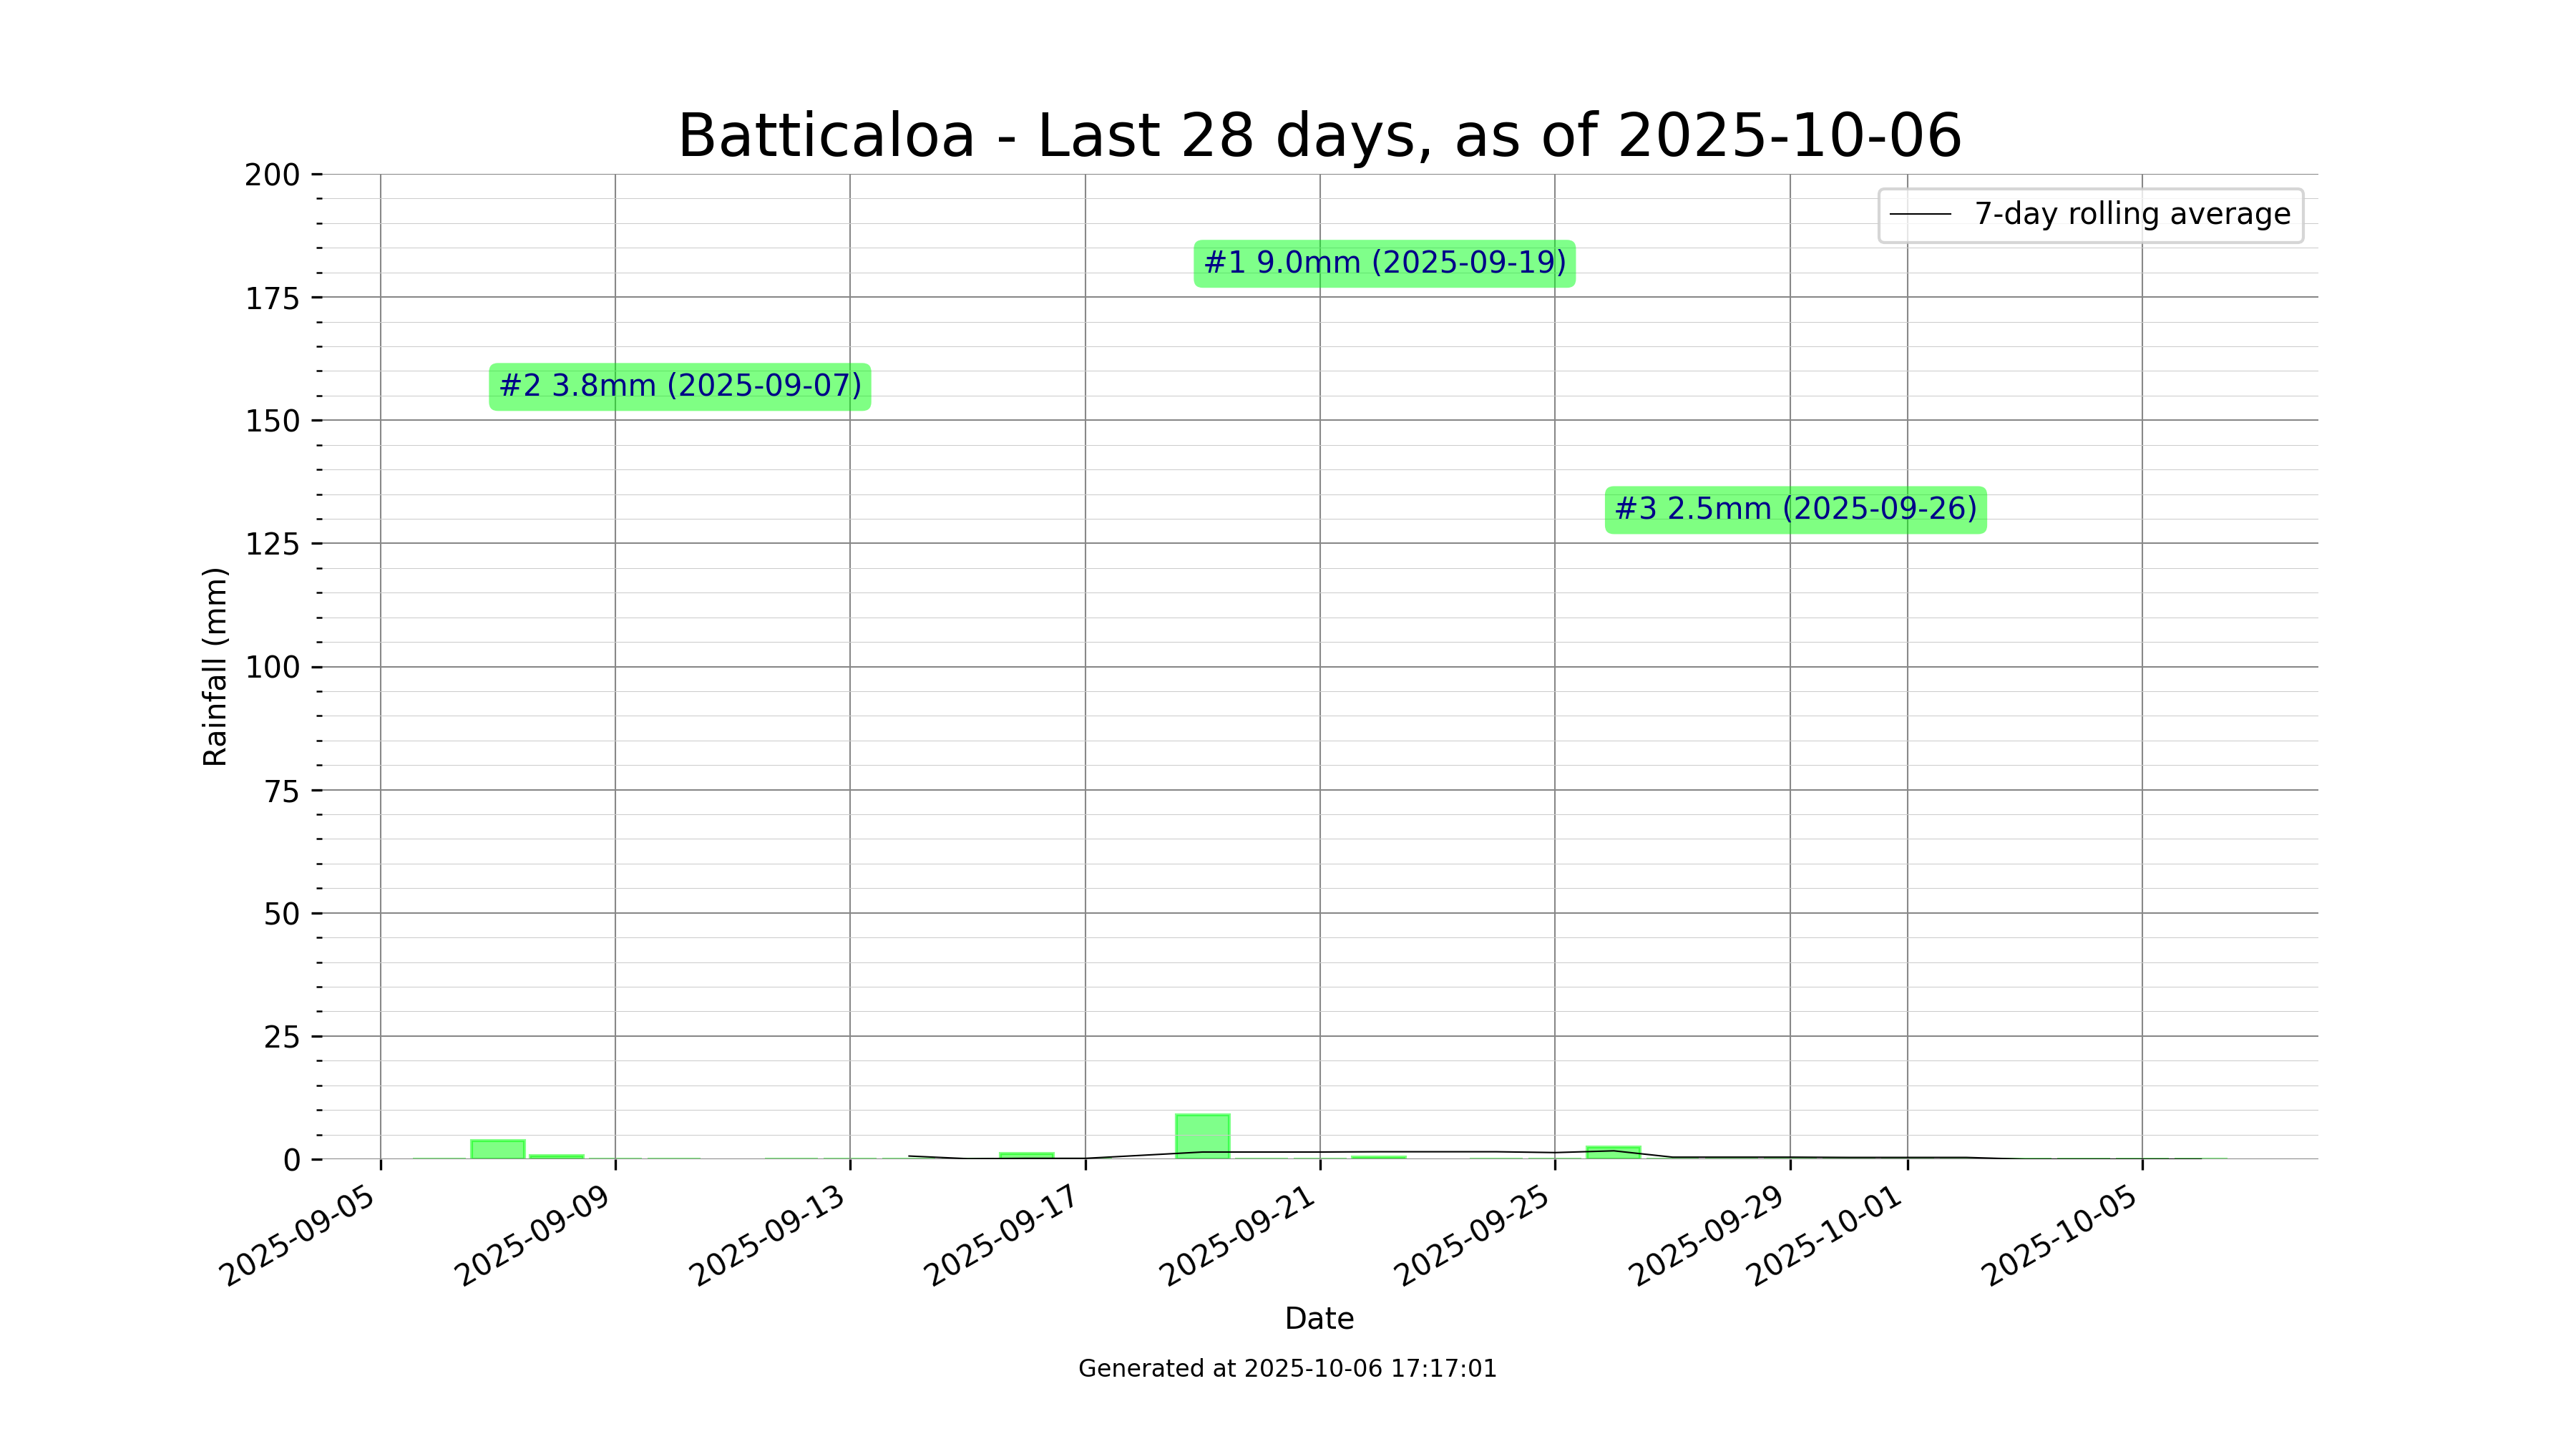 Batticaloa - Last 28 days, as of 2025-10-06
7-day rolling average
#1 9.0mm (2025-09-19)
#2 3.8mm (2025-09-07)
#3 2.5mm (2025-09-26)
Rainfall (mm)
200
175
150
125
100
75
50
25
0
2025-09-05
2025-09-09
2025-09-13
2025-09-17
2025-09-21
2025-09-25
2025-09-29
2025-10-01
2025-10-05
Date
Generated at 2025-10-06 17:17:01